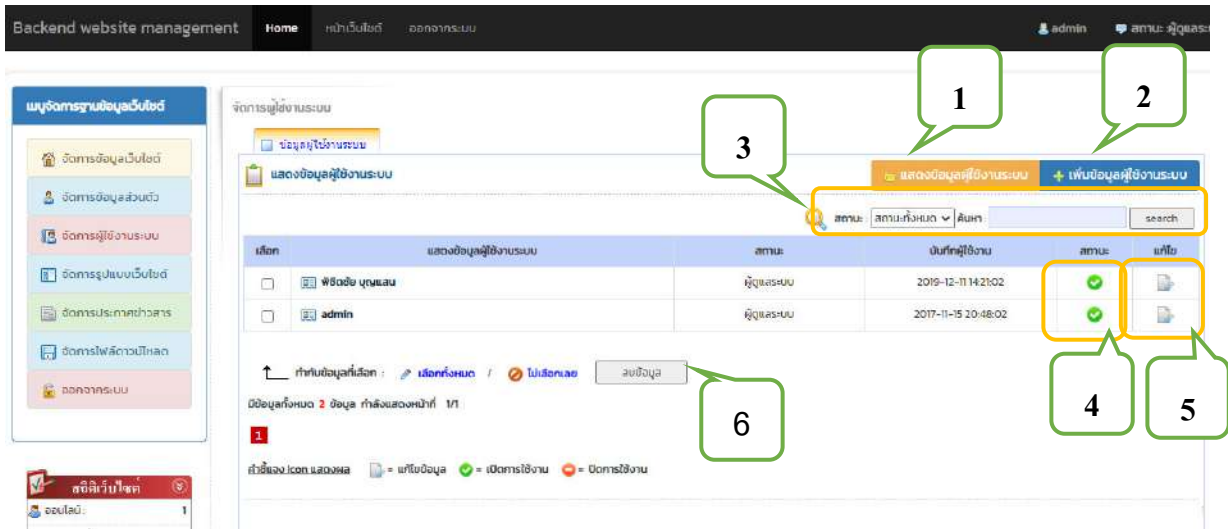 Backend website management Home หน้าเว็บไซต์ ออกจากระบบ admin สถานะ :ผู้ดูแลระ
เมนูจัดการฐานข้อมูลเว็บไซต์
จัดการข้อมูลเว็บไซต์
จัดการข้อมูลส่วนตัว
จัดการผู้ใช้งานระบบ
จัดการรูปแบบเว็บไซต์
จัดการประกาศข่าวสาร
จัดการไฟล์ดาวน์โหลด
ออกจากระบบ
สถิติเว็บไซต์
ออนไลน์: 1
จัดการผู้ใช้งานระบบ
ข้อมูลผู้ใช้งานระบบ
1
2
3
แสดงข้อมูลผู้ใช้งานระบบ แสดงข้อมูลผู้ใช้งานระบบ เพิ่มข้อมูลผู้ใช้งานระบบ
สถานะ: สถานะทั้งหมด ค้นหา search
เลือก แสดงข้อมูลผู้ใช้งานระบบ สถานะ บันทึกผู้ใช้งาน สถานะ แก้ไข
พิชิตชัย บุญแสน ผู้ดูแลระบบ 2019-12-11 14:21:02
admin ผู้ดูแลระบบ 2017-11-15 20:48:02
ทำกับข้อมูลที่เลือก : เลือกทั้งหมด / ไม่เลือกเลย ลบข้อมูล
4
5
6
มีข้อมูลทั้งหมด 2 ข้อมูล กำลังแสดงหน้าที่ 1/1
1
คำชี้แจง Icon แสดงผล = แก้ไขข้อมูล = เปิดการใช้งาน = ปิดการใช้งาน